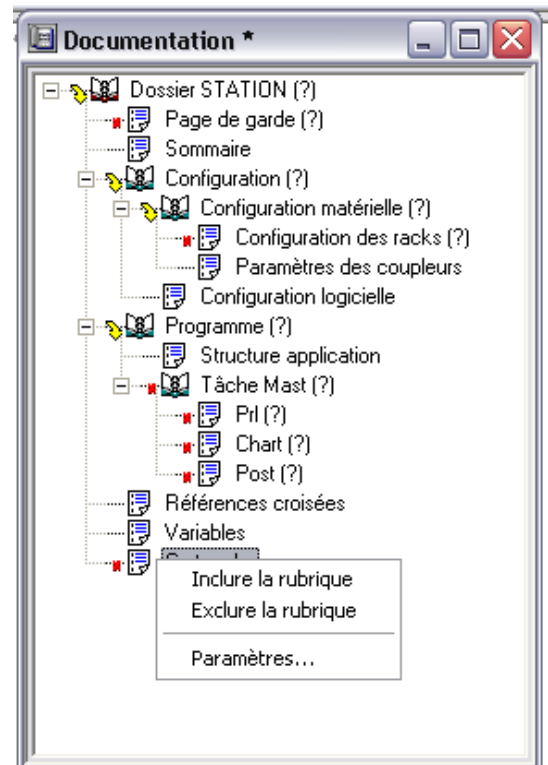 Documentation *
Dossier STATION (?)
Page de garde (?)
Sommaire
Configuration (?)
Configuration matérielle (?)
Configuration des racks (?)
Paramètres des coupleurs
Configuration logicielle
Programme (?)
Structure application
Tâche Mast (?)
Prl (?)
Chart (?)
Post (?)
Références croisées
Variables
Inclure la rubrique
Exclure la rubrique
Paramètres...